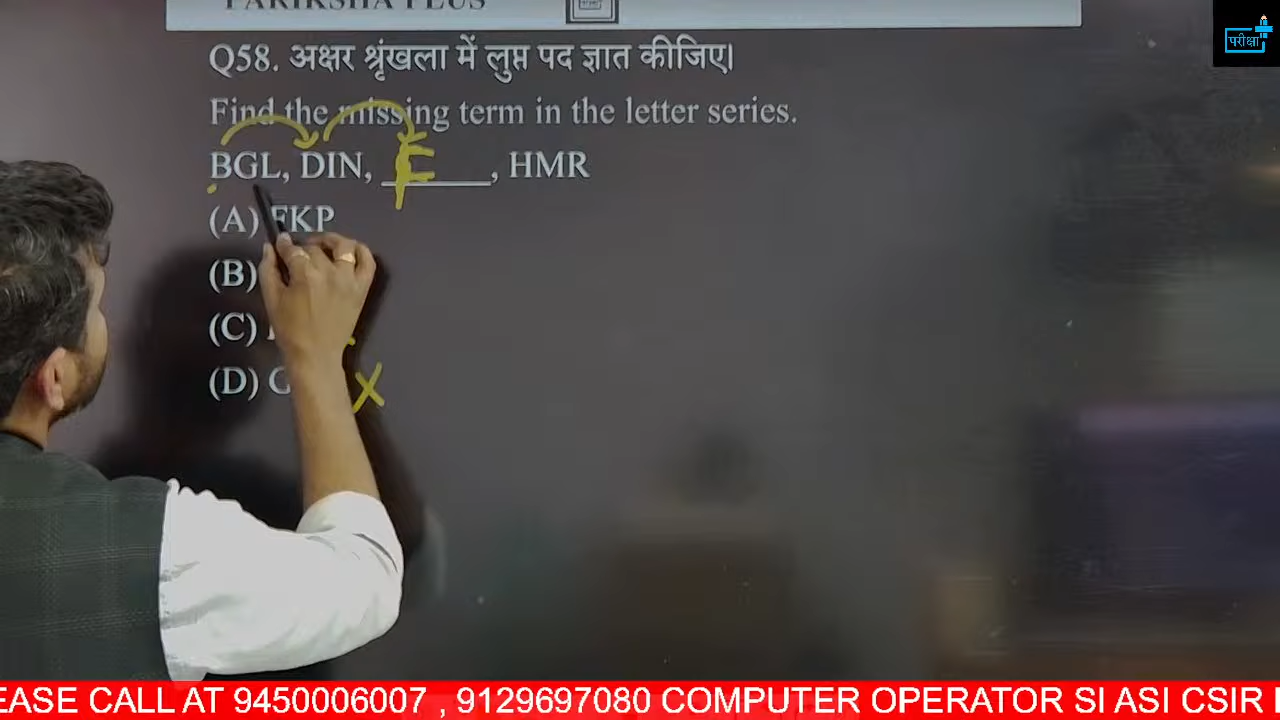 PARIKSHA PLUS
परीक्षा
Q58. अक्षर श्रृंखला में लुप्त पद ज्ञात कीजिए।
Find the missing term in the letter series.
BGL, DIN, F, HMR
(A) FKP
(B)
(C)
(D) G
X
EASE CALL AT 9450006007 , 9129697080 COMPUTER OPERATOR SI ASI CSIR